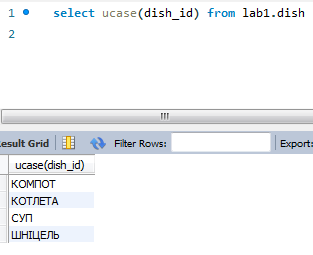 1 select ucase(dish_id) from lab1.dish
2
Result Grid Filter Rows: Export:
ucase(dish_id)
КОМПОТ
КОТЛЕТА
СУП
ШНІЦЕЛЬ